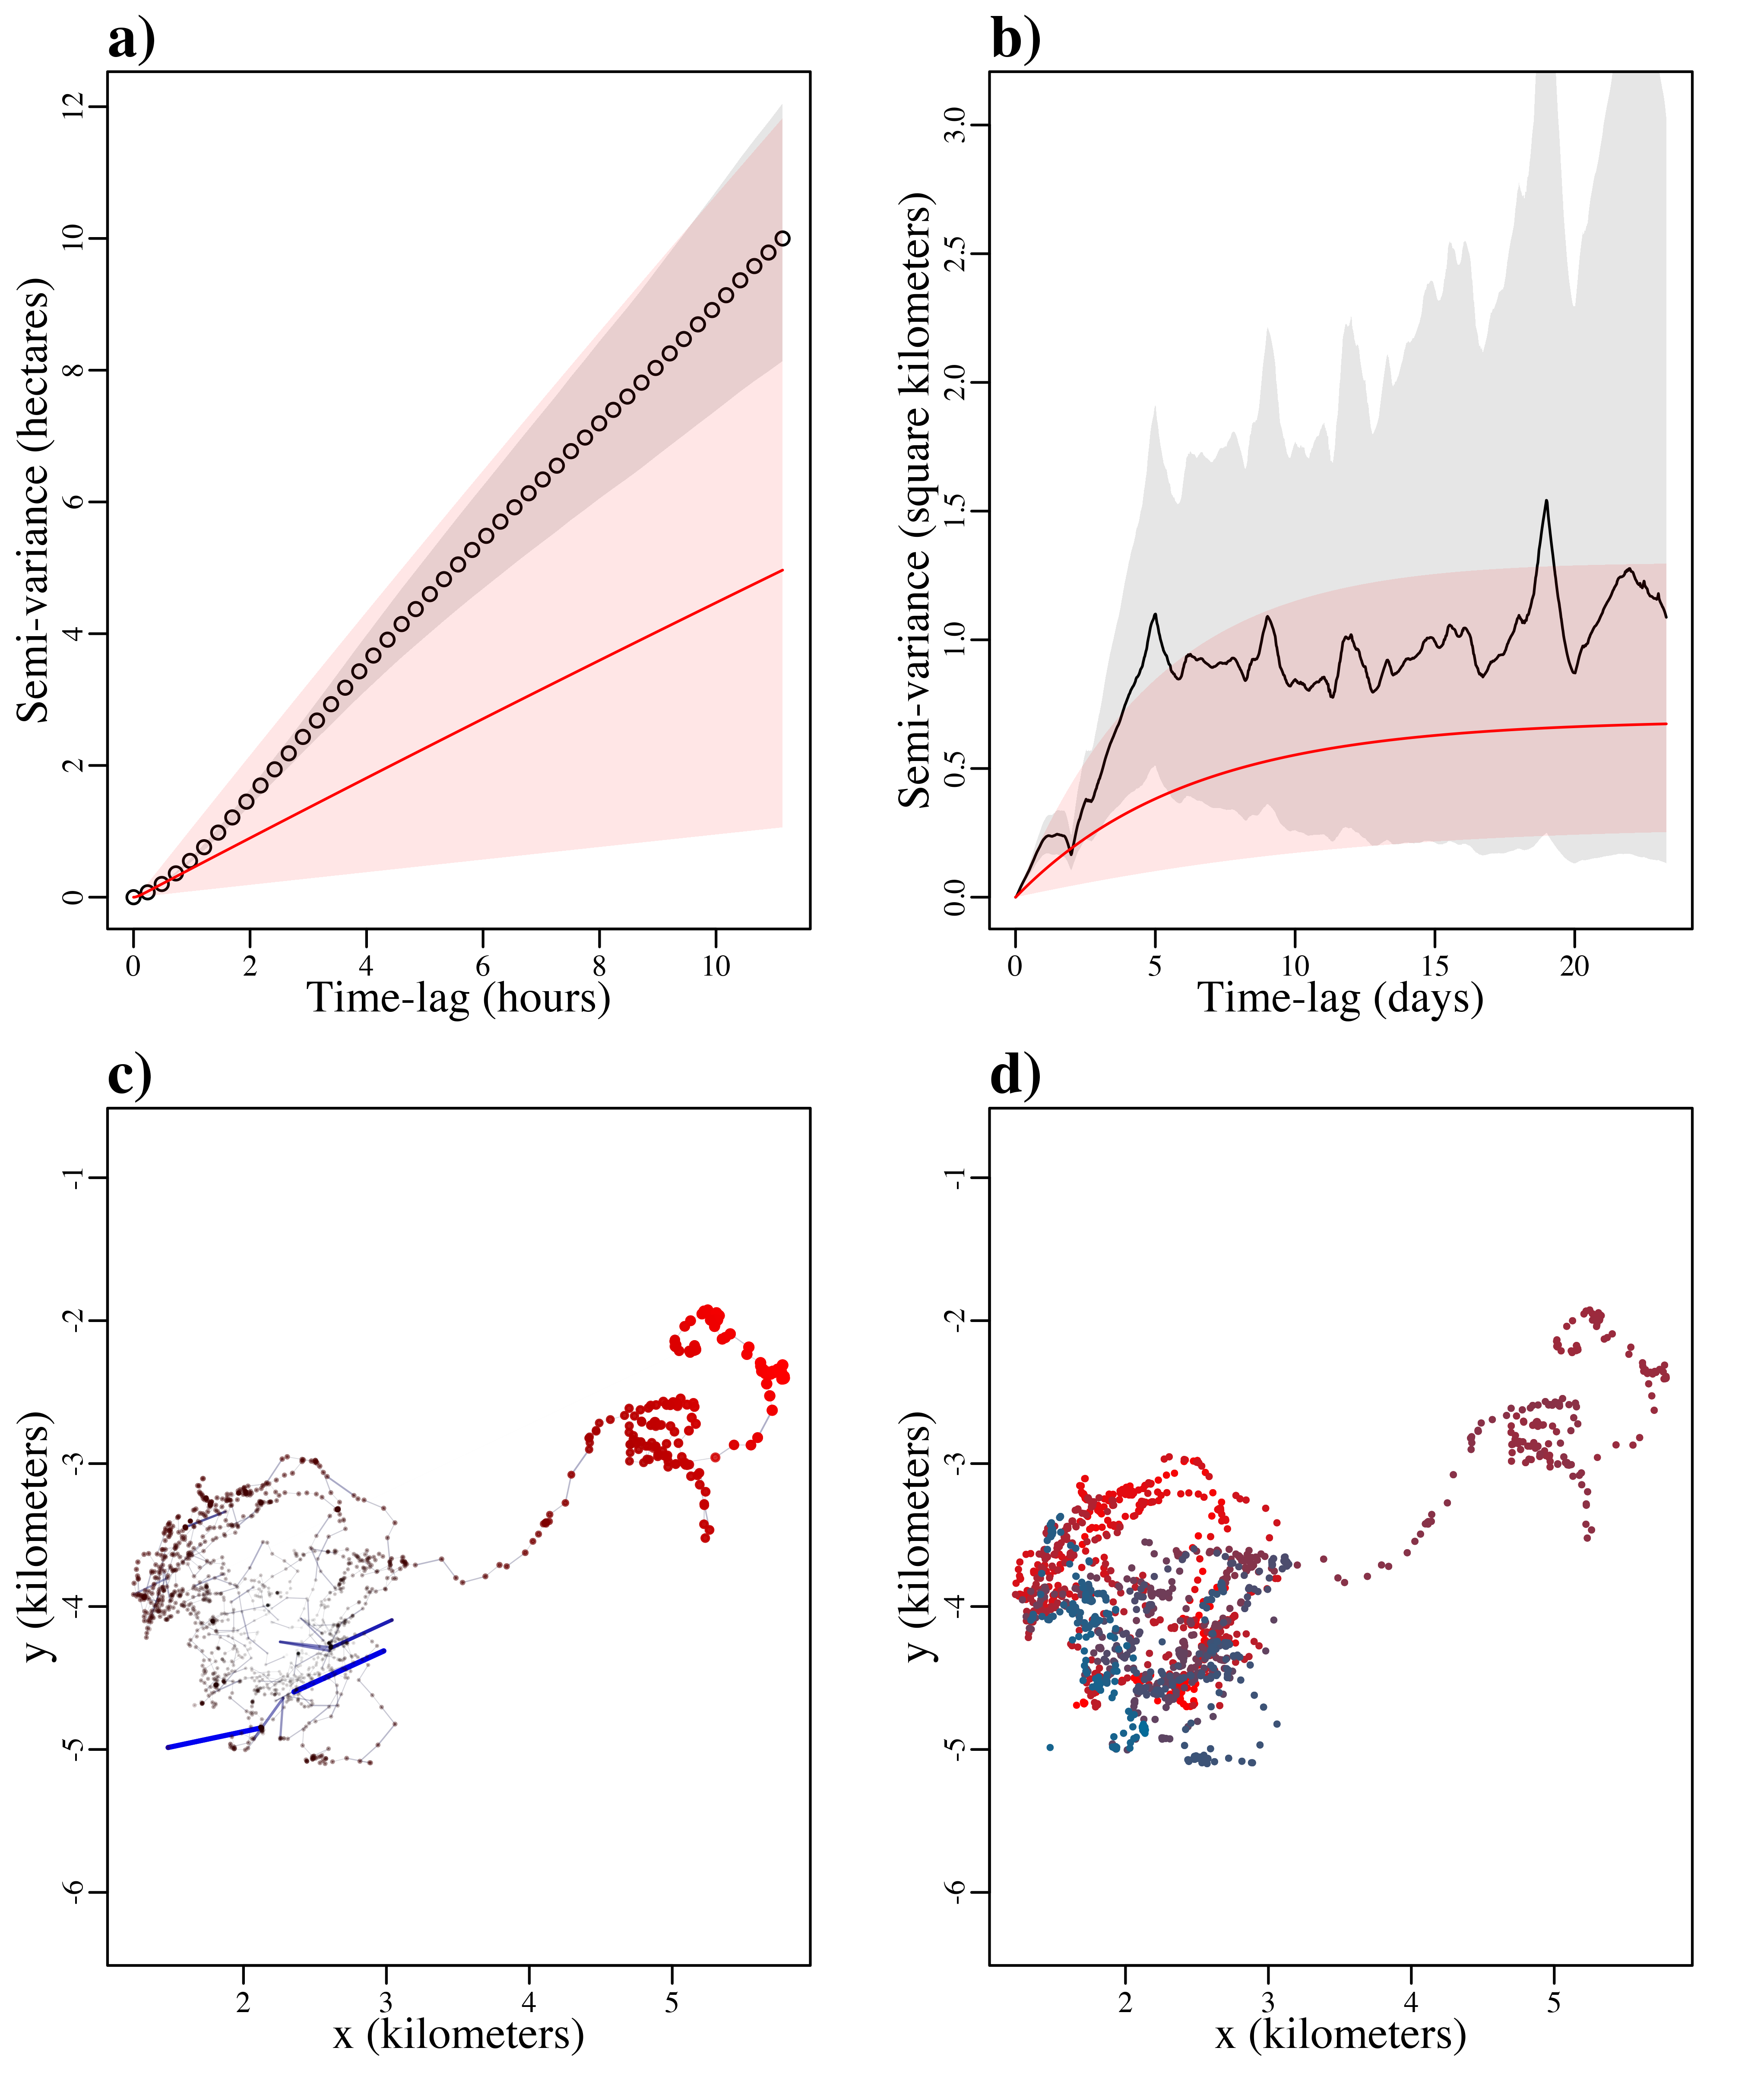 a)
Semi-variance (hectares)
0 2 4 6 8 10 12
0 2 4 6 8 10
Time-lag (hours)
b)
Semi-variance (square kilometers)
0.0 0.5 1.0 1.5 2.0 2.5 3.0
0 5 10 15 20
Time-lag (days)
c)
y (kilometers)
-6 -5 -4 -3 -2 -1
2 3 4 5
x (kilometers)
d)
y (kilometers)
-6 -5 -4 -3 -2 -1
2 3 4 5
x (kilometers)